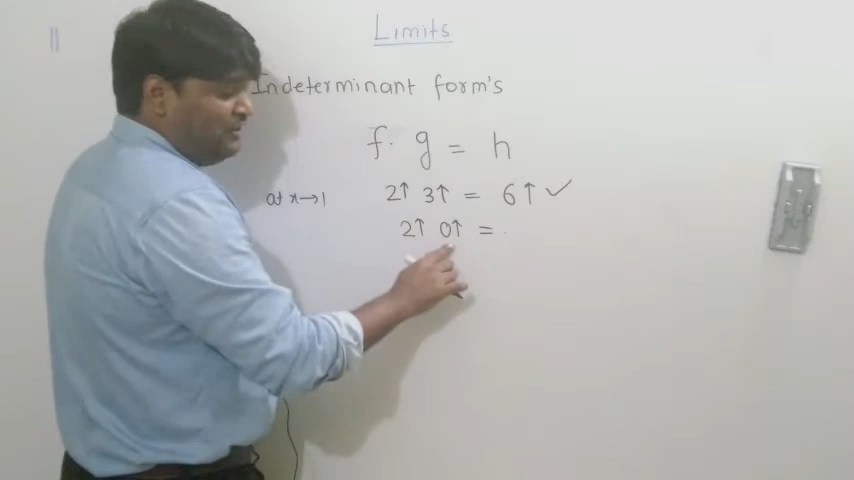 Limits
Indeterminant form's
f. g = h
at x→1 2↑ 3↑ = 6↑ ✓
2↑ 0↑ =